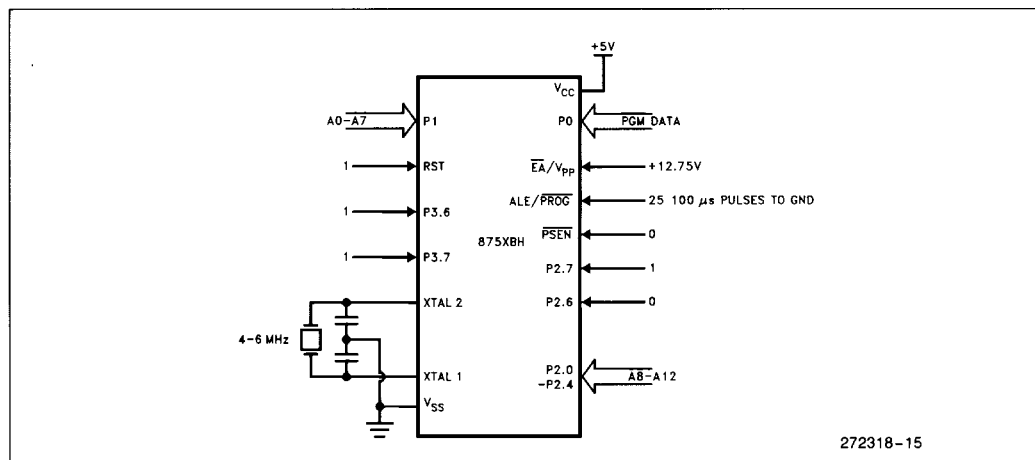 +5V
VCC
A0-A7
P1
P0
PGM DATA
1
RST
EA/VPP
+12.75V
ALE/PROG
25 100 μs PULSES TO GND
1
P3.6
PSEN
0
875XBH
1
P3.7
P2.7
1
XTAL 2
P2.6
0
4-6 MHz
XTAL 1
P2.0
-P2.4
A8-A12
VSS
272318-15